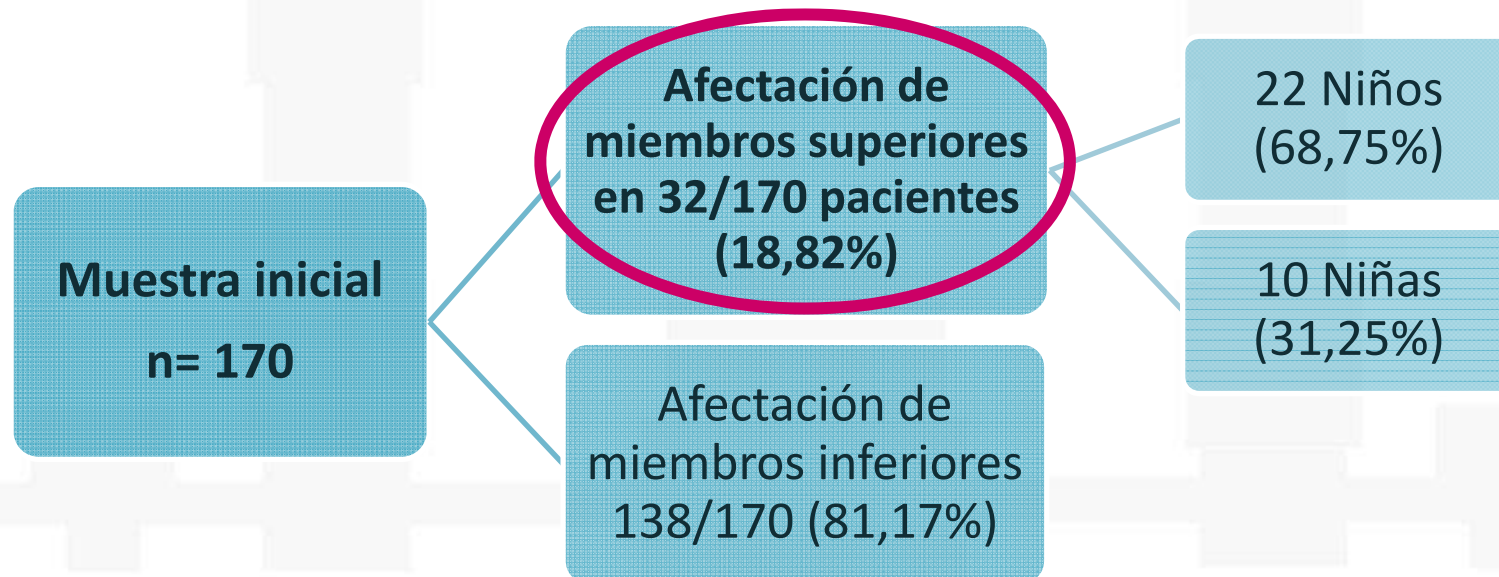 Muestra inicial
n= 170
Afectación de
miembros superiores
en 32/170 pacientes
(18,82%)
Afectación de
miembros inferiores
138/170 (81,17%)
22 Niños
(68,75%)
10 Niñas
(31,25%)